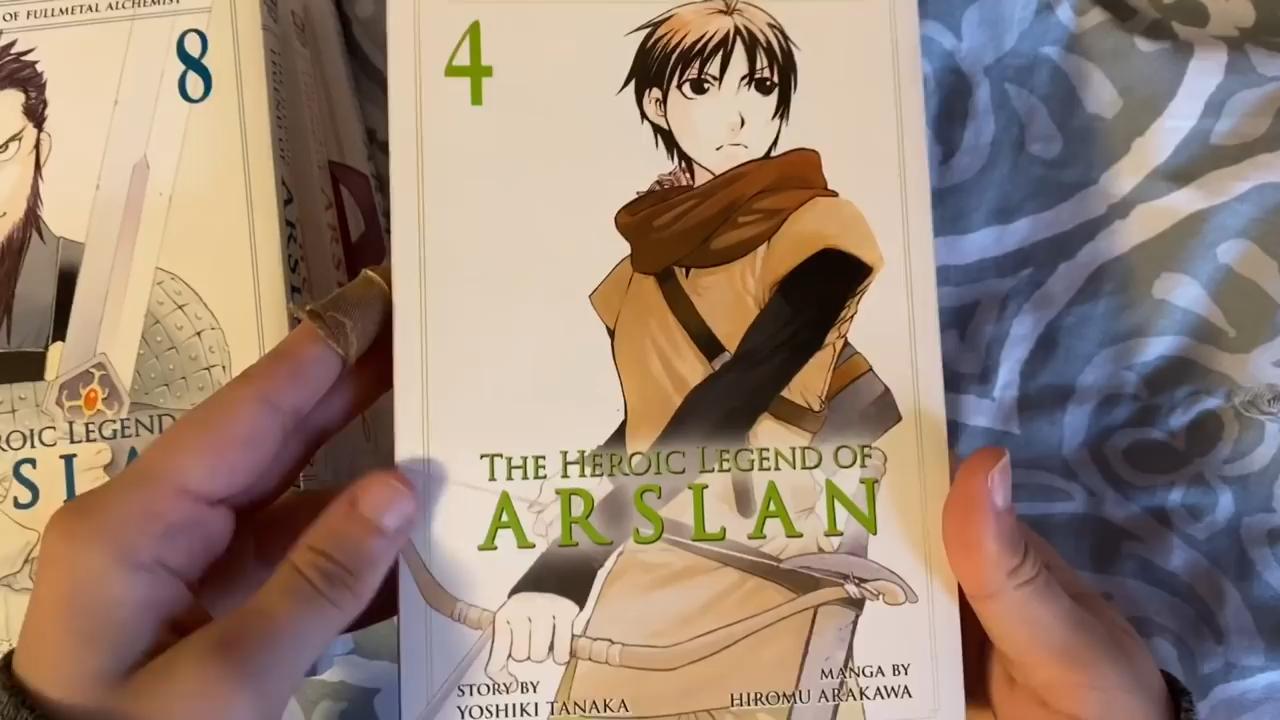 OF FULLMETAL ALCHEMIST
8
ROIC LEGEND
SLA
4
THE HEROIC LEGEND OF
ARSLAN
STORY BY
YOSHIKI TANAKA
MANGA BY
HIROMU ARAKAWA